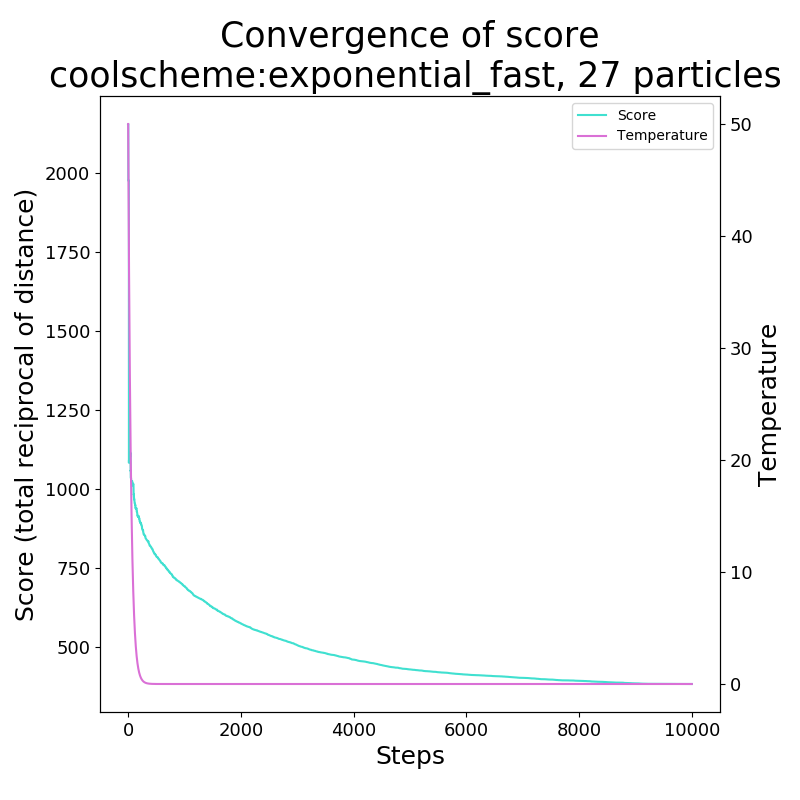 Convergence of score
coolscheme:exponential_fast, 27 particles
Score
Temperature
2000
1750
1500
1250
1000
750
500
Score (total reciprocal of distance)
50
40
30
20
10
0
Temperature
0
2000
4000
6000
8000
10000
Steps